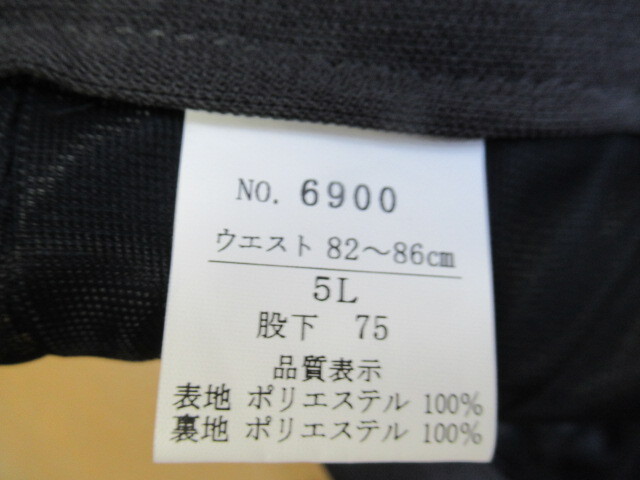 NO. 6900
ウエスト 82～86cm
5L
股下 75
品質表示
表地 ポリエステル 100%
裏地 ポリエステル 100%